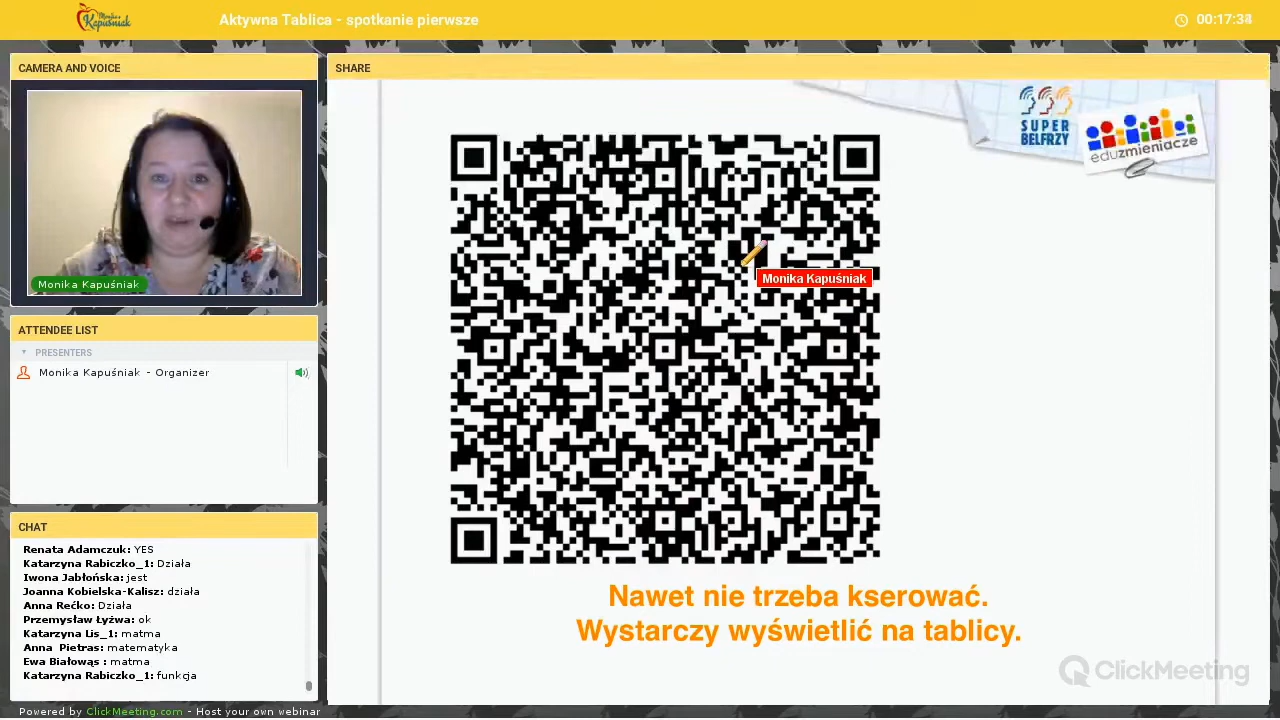 Monika Kapuśniak
Aktywna Tablica - spotkanie pierwsze
CAMERA AND VOICE
Monika Kapuśniak
ATTENDEE LIST
PRESENTERS
Monika Kapuśniak - Organizer
CHAT
Renata Adamczuk: YES
Katarzyna Rabiczko_1: Działa
Iwona Jabłońska: jest
Joanna Kobielska-Kalisz: działa
Anna Rećko: Działa
Przemysław Łyżwa: ok
Katarzyna Lis_1: matma
Anna Pietras: matematyka
Ewa Białowąs : matma
Katarzyna Rabiczko_1: funkcja
Powered by ClickMeeting.com - Host your own webinar
SHARE
SUPER
BELFRZY
eduzmieniacze
Monika Kapuśniak
Nawet nie trzeba kserować.
Wystarczy wyświetlić na tablicy.
ClickMeeting